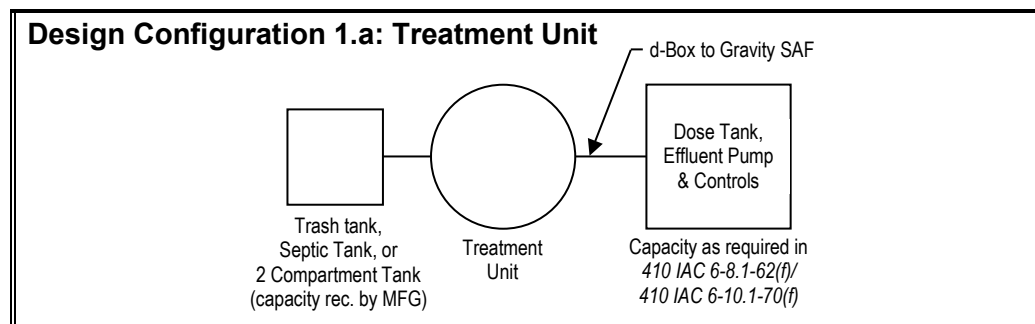 Design Configuration 1.a: Treatment Unit
d-Box to Gravity SAF
Dose Tank,
Effluent Pump
& Controls
Trash tank,
Septic Tank, or
2 Compartment Tank
(capacity rec. by MFG)
Treatment
Unit
Capacity as required in
410 IAC 6-8.1-62(f)/
410 IAC 6-10.1-70(f)